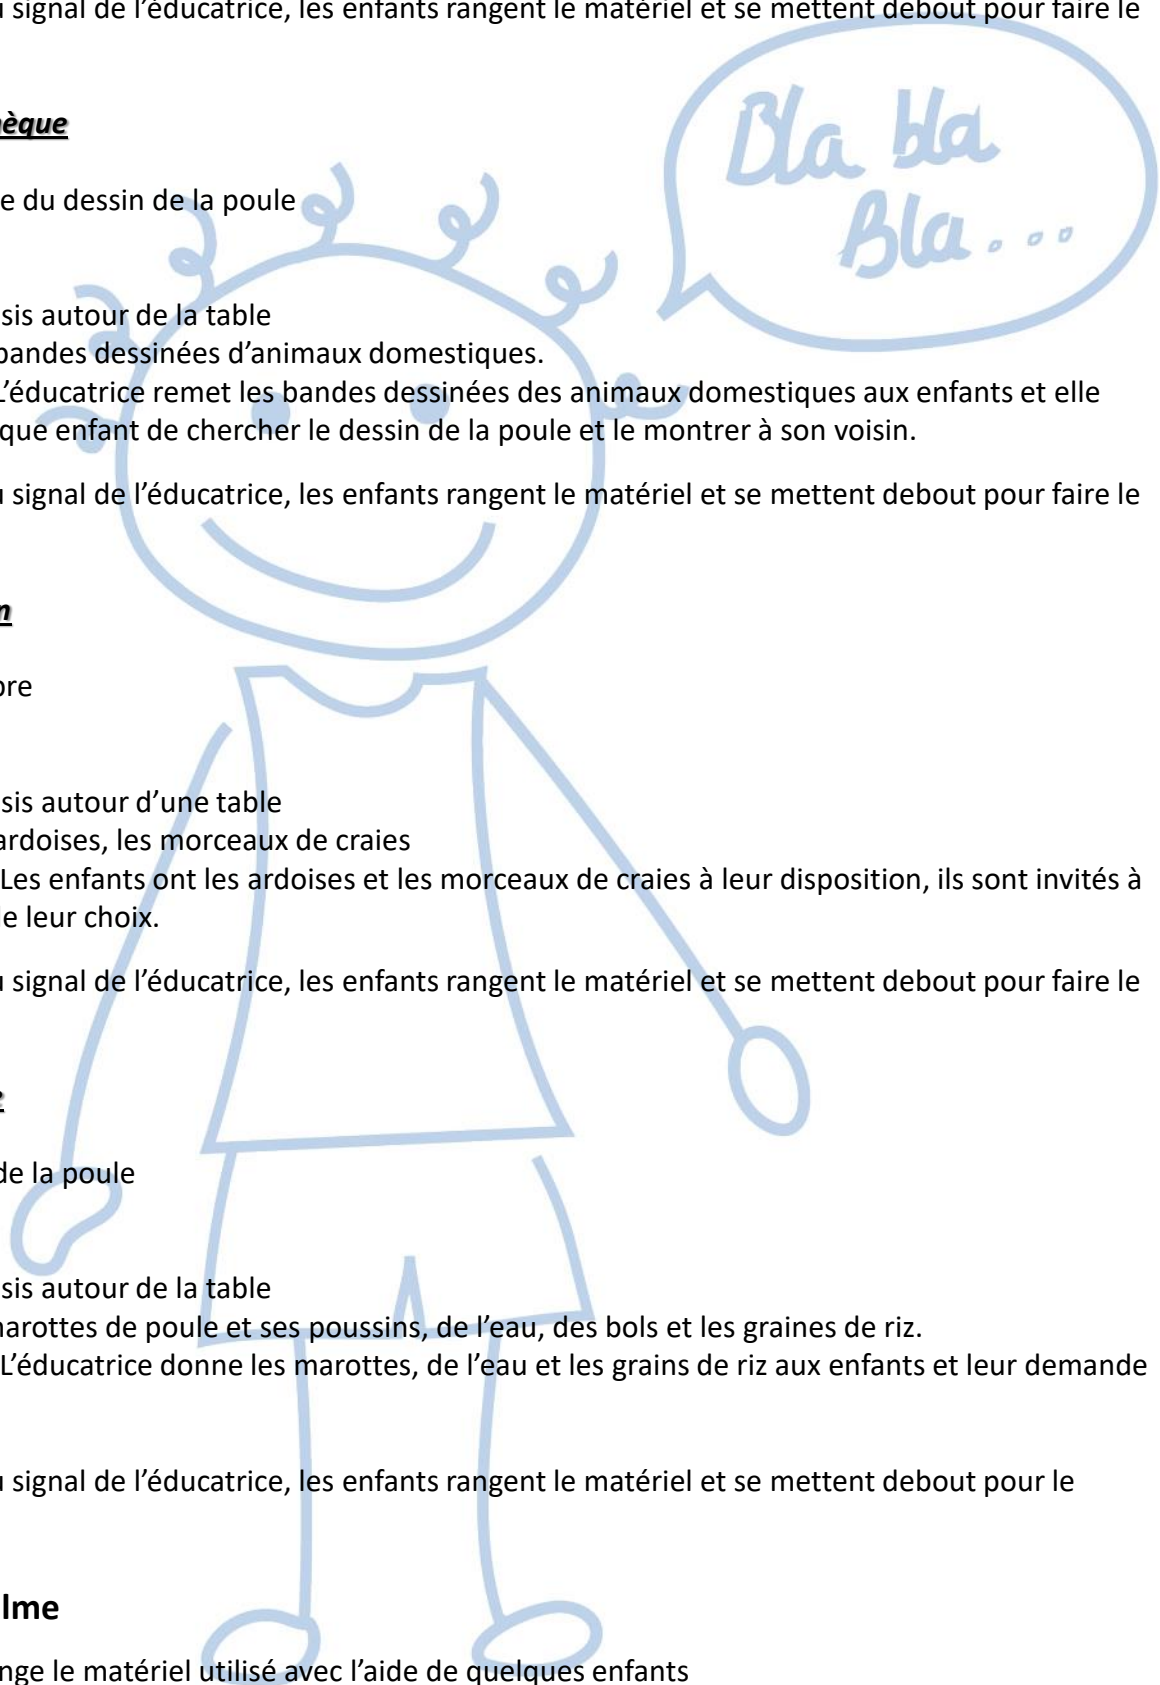 signal de l'éducatrice, les enfants rangent le matériel et se mettent debout pour faire le
Bla bla
Bla...
hèque
e du dessin de la poule
sis autour de la table
bandes dessinées d'animaux domestiques.
L'éducatrice remet les bandes dessinées des animaux domestiques aux enfants et elle
que enfant de chercher le dessin de la poule et le montrer à son voisin.
u signal de l'éducatrice, les enfants rangent le matériel et se mettent debout pour faire le
n
bre
sis autour d'une table
ardoises, les morceaux de craies
Les enfants ont les ardoises et les morceaux de craies à leur disposition, ils sont invités à
de leur choix.
u signal de l'éducatrice, les enfants rangent le matériel et se mettent debout pour faire le
e
de la poule
sis autour de la table
marottes de poule et ses poussins, de l'eau, des bols et les graines de riz.
L'éducatrice donne les marottes, de l'eau et les grains de riz aux enfants et leur demande
u signal de l'éducatrice, les enfants rangent le matériel et se mettent debout pour le
lme
nge le matériel utilisé avec l'aide de quelques enfants